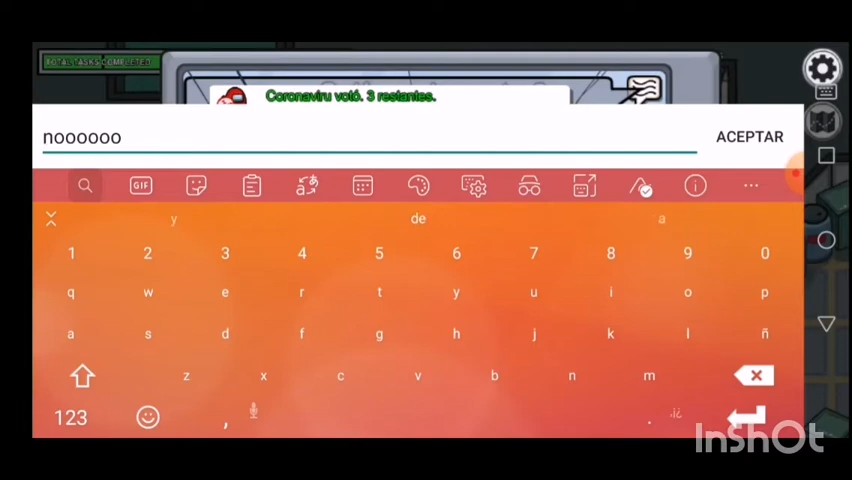 TOTAL TASKS COMPLETED
Coronaviru votó. 3 restantes.
nooooooo
ACEPTAR
GIF
y de a
1 2 3 4 5 6 7 8 9 0
q w e r t y u i o p
a s d f g h j k l ñ
z x c v b n m
123 , . ,¡¿
InShOt